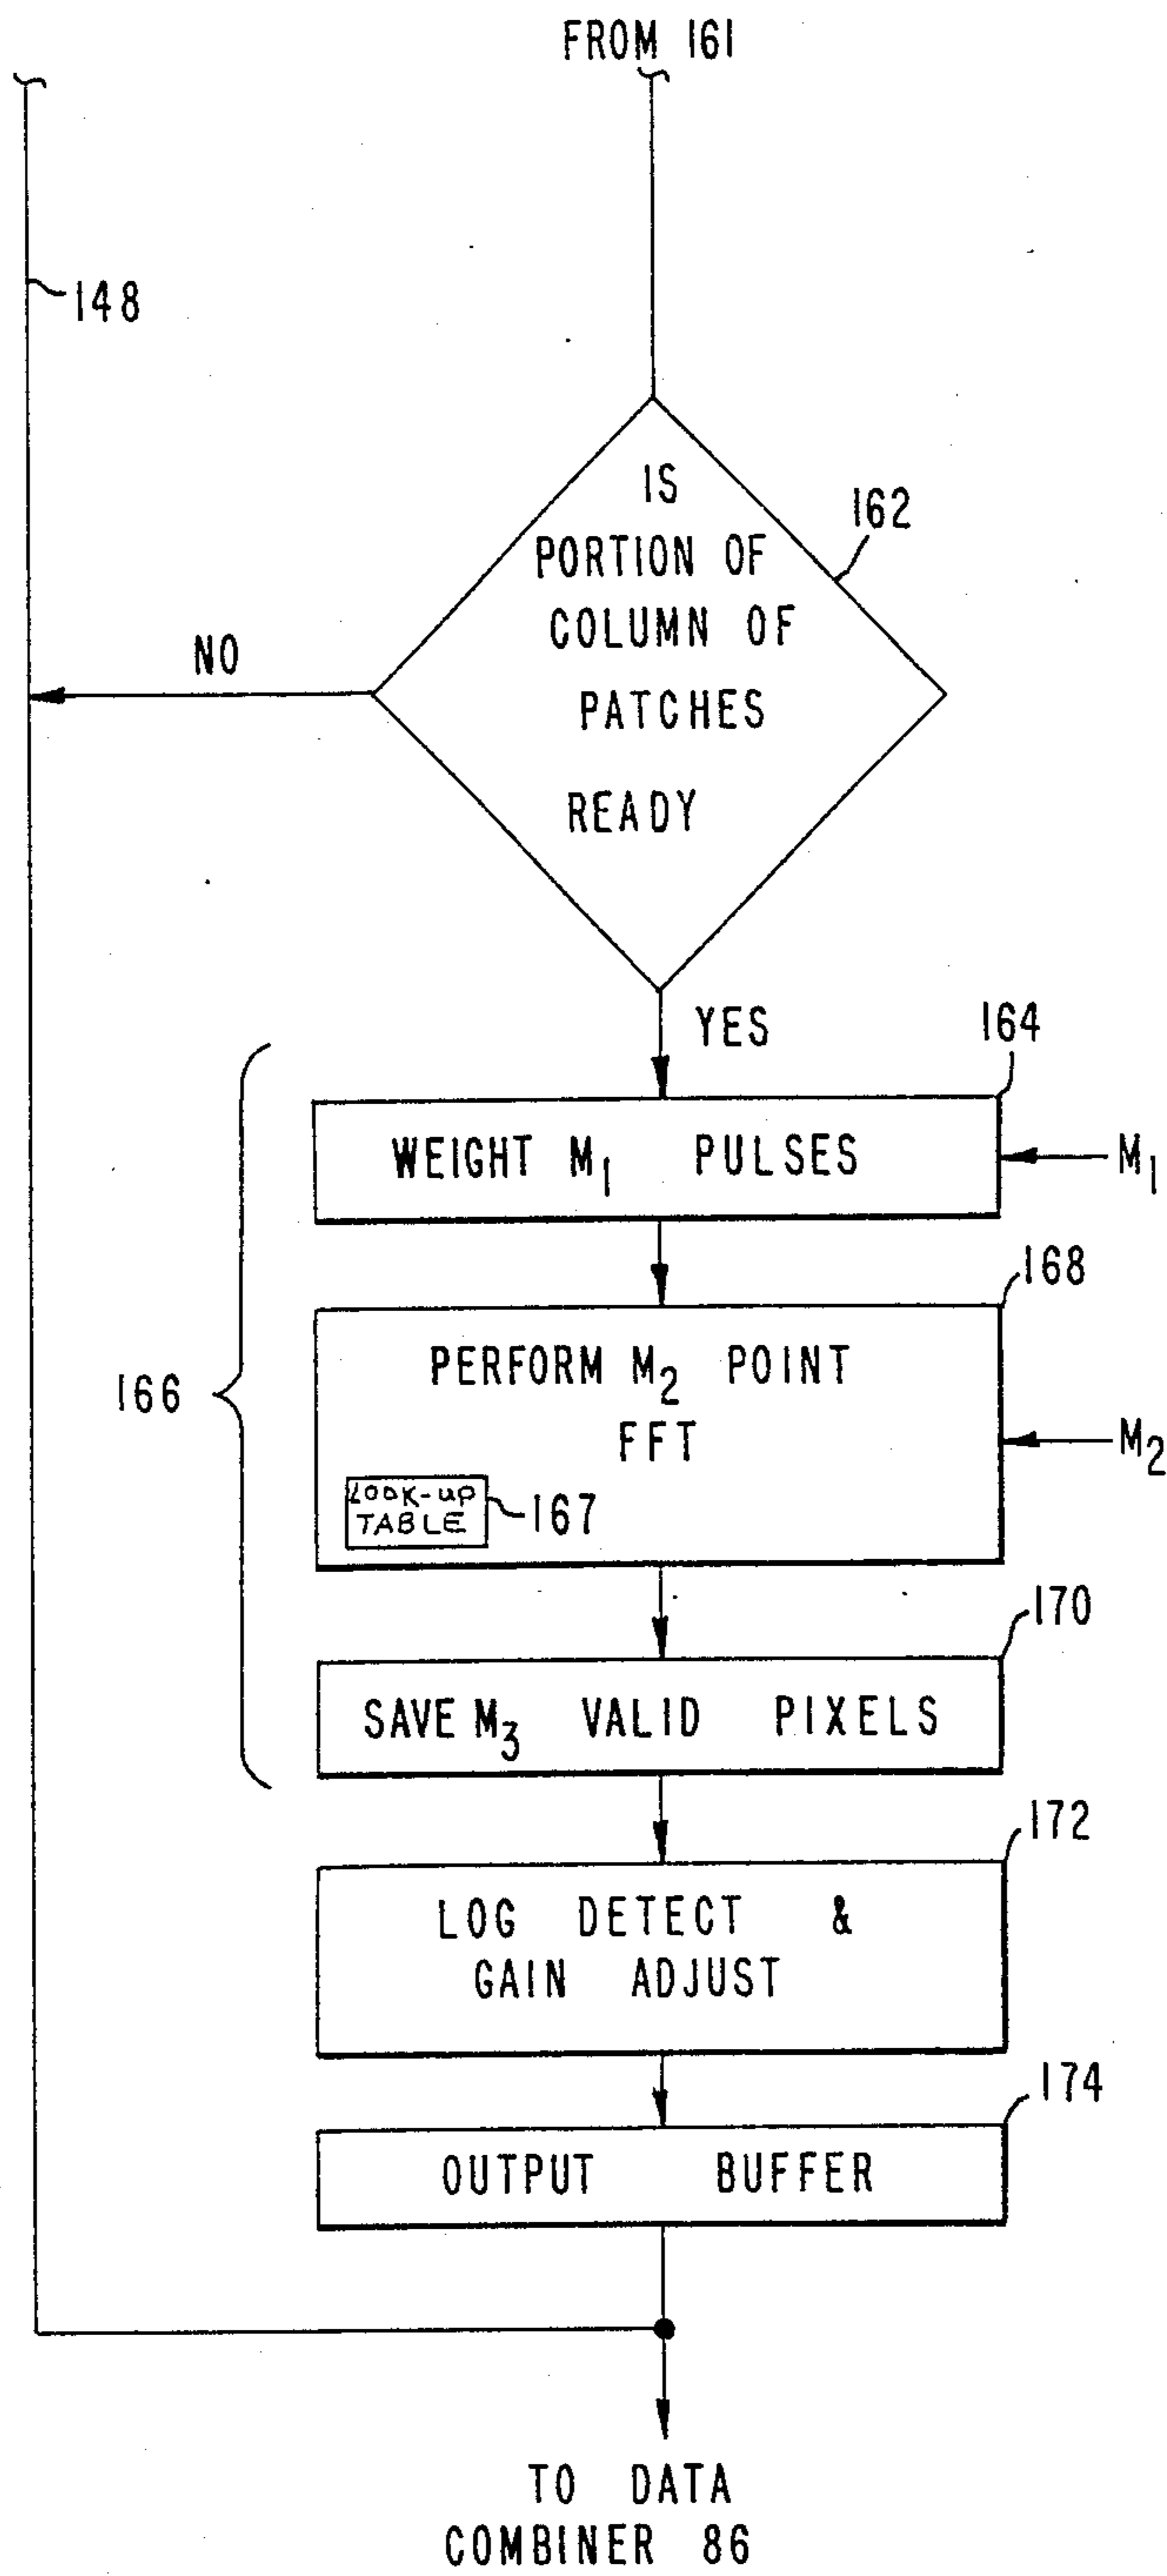 FROM 161
148
IS
PORTION OF
COLUMN OF
PATCHES
READY
162
NO
YES
164
WEIGHT M₁ PULSES
M₁
168
PERFORM M₂ POINT
FFT
M₂
166
LOOK-UP
TABLE
167
170
SAVE M₃ VALID PIXELS
172
LOG DETECT &
GAIN ADJUST
174
OUTPUT BUFFER
TO DATA
COMBINER 86